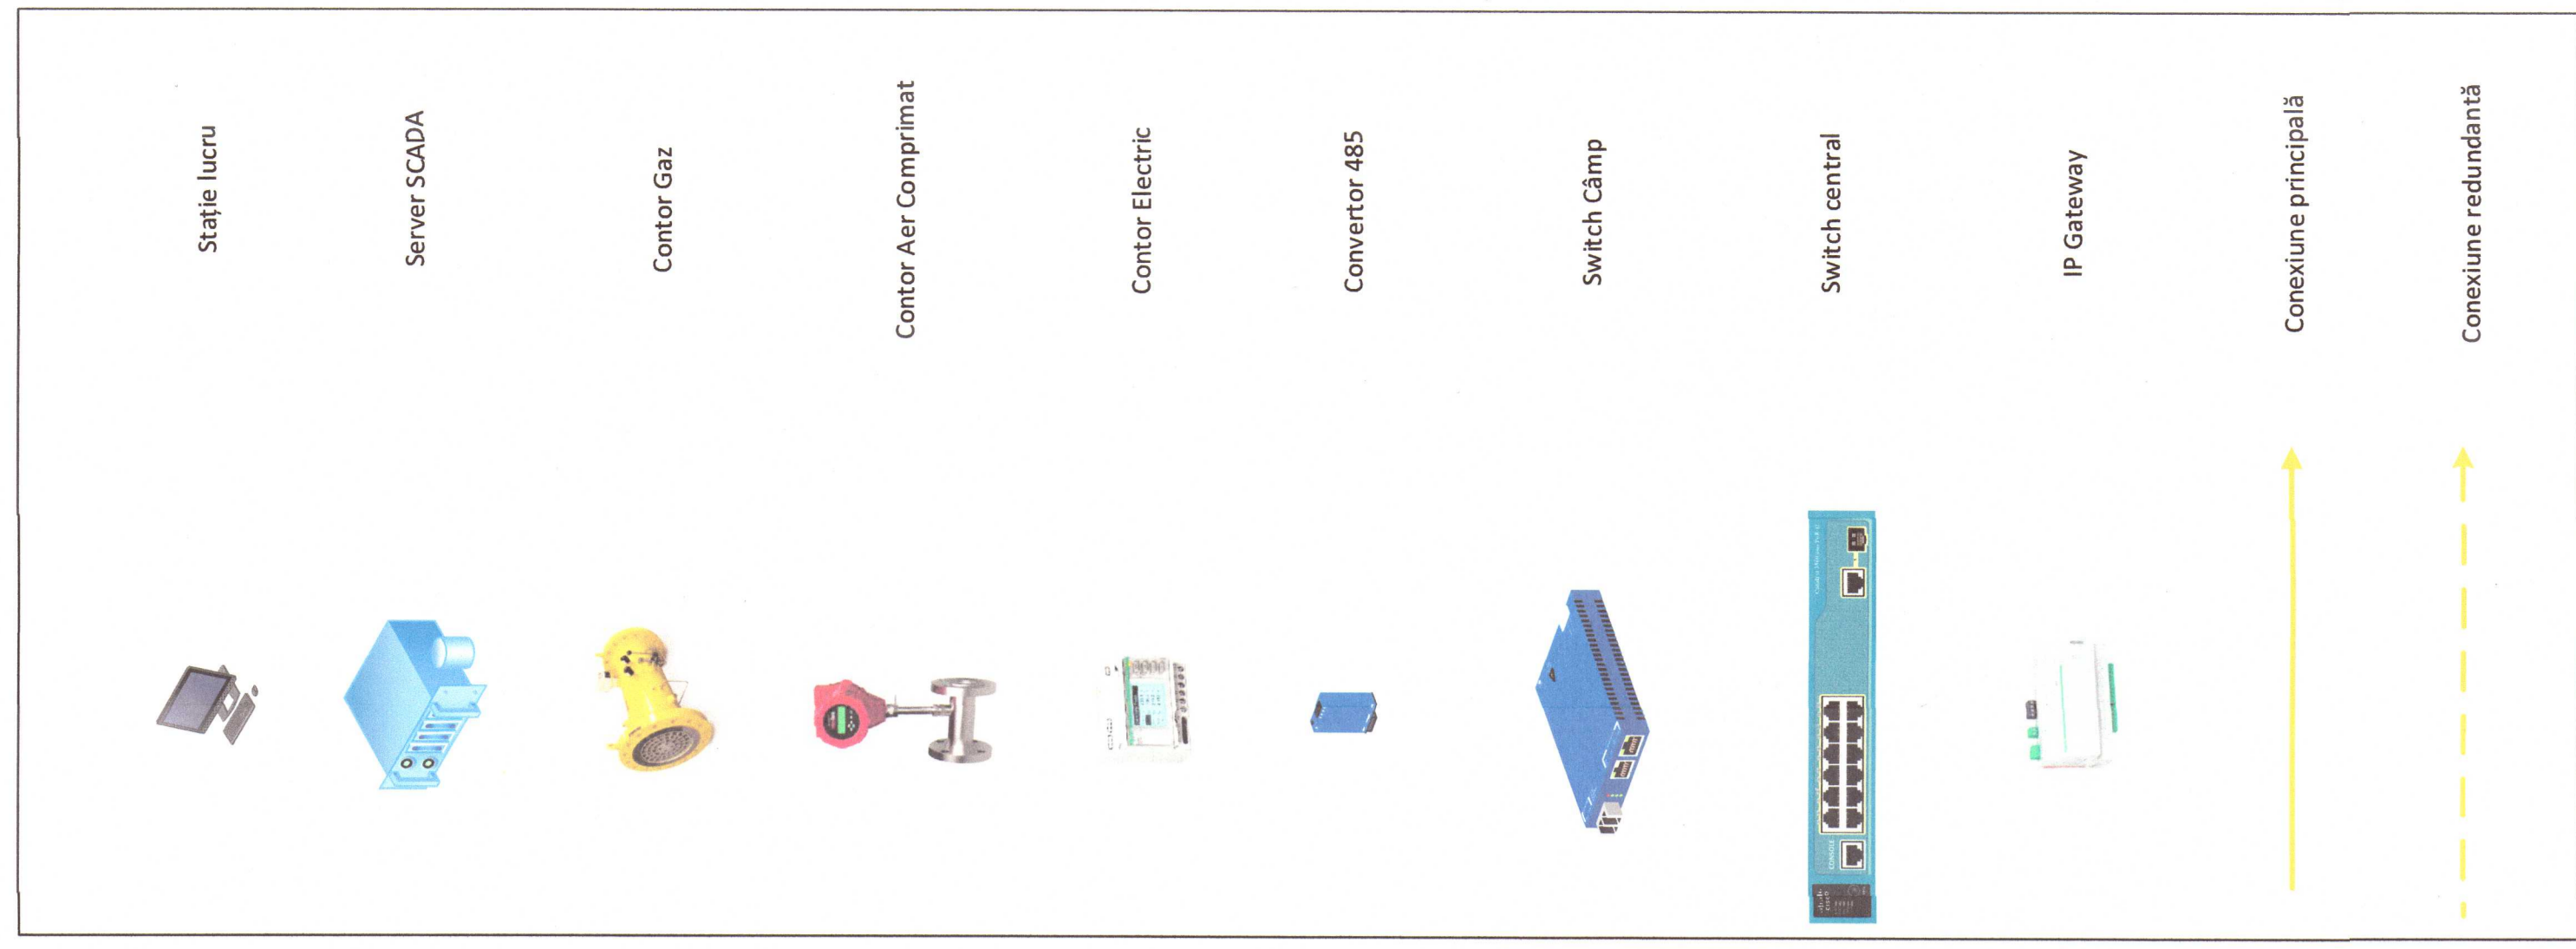 Stație lucru
Server SCADA
Contor Gaz
Contor Aer Comprimat
Contor Electric
Convertor 485
Switch Câmp
CONSOLE
Switch central
IP Gateway
Conexiune principală
Conexiune redundantă